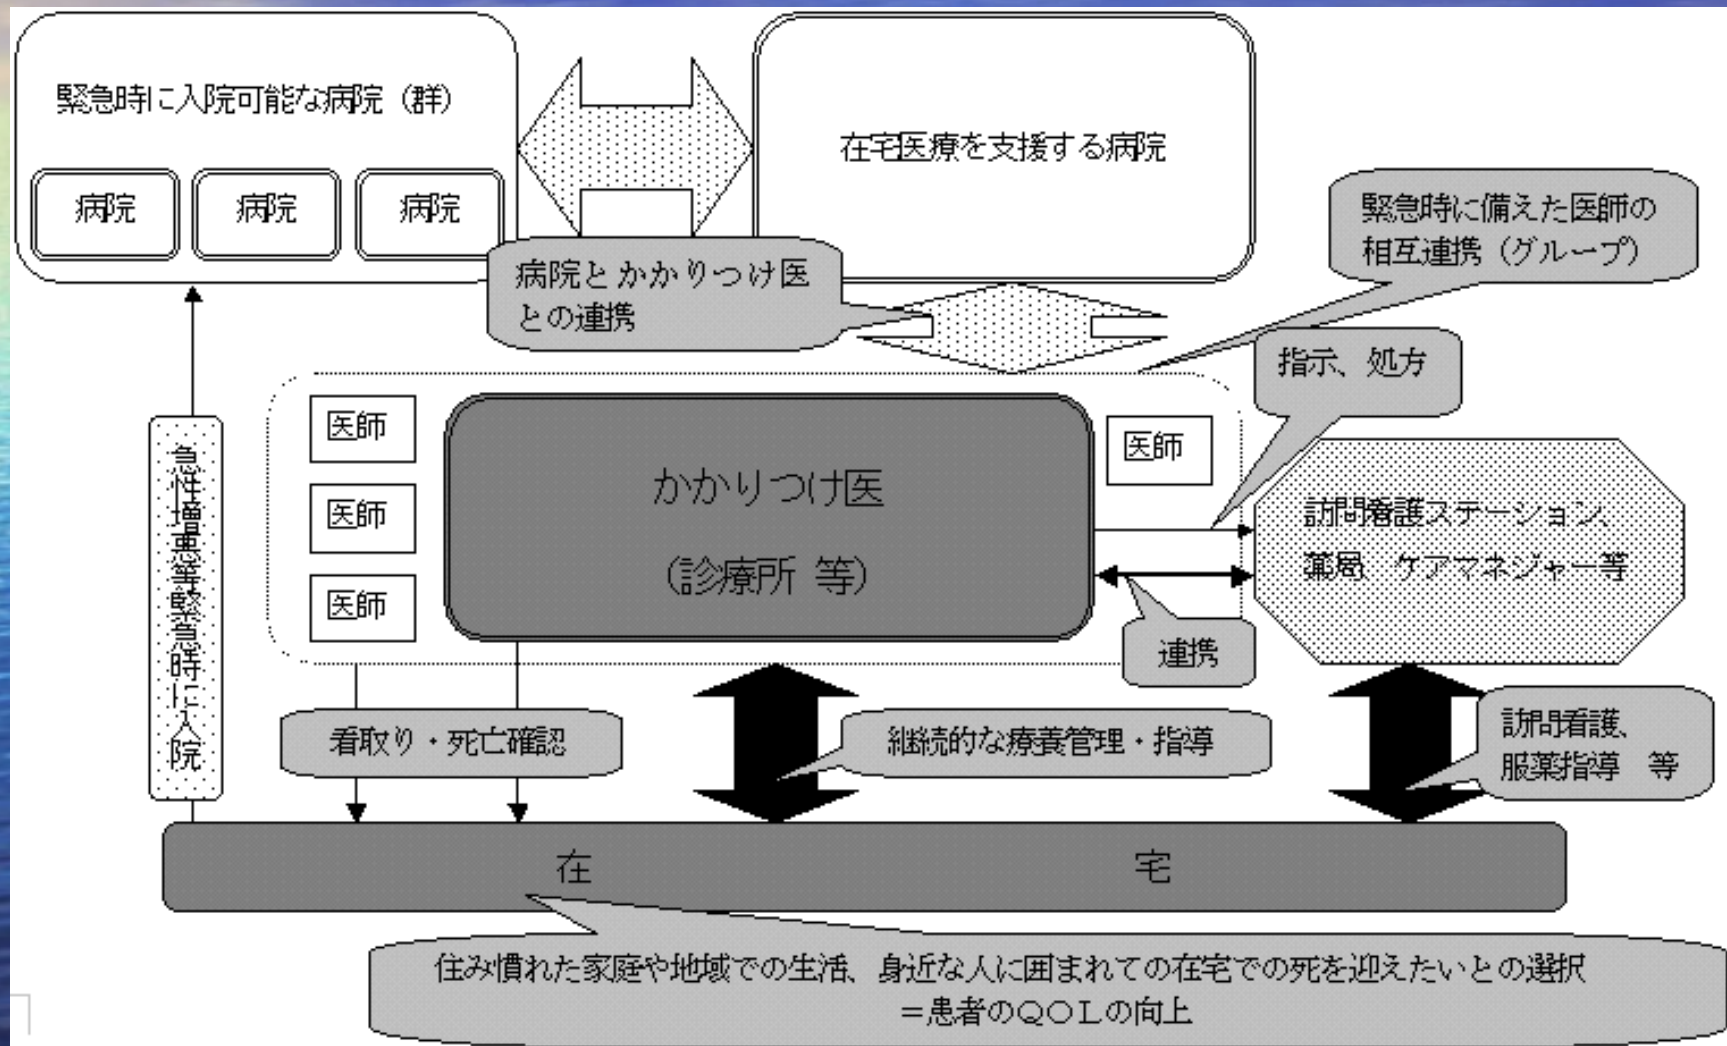 緊急時に入院可能な病院（群）
病院
病院
病院
在宅医療を支援する病院
緊急時に備えた医師の
相互連携（グループ）
病院とかかりつけ医
との連携
指示、処方
医師
医師
医師
かかりつけ医
（診療所 等）
医師
訪問看護ステーション、
薬局、ケアマネジャー等
連携
急性増悪等緊急時に入院
看取り・死亡確認
継続的な療養管理・指導
訪問看護、
服薬指導　等
在　宅
住み慣れた家庭や地域での生活、身近な人に囲まれての在宅での死を迎えたいとの選択
＝患者のＱＯＬの向上